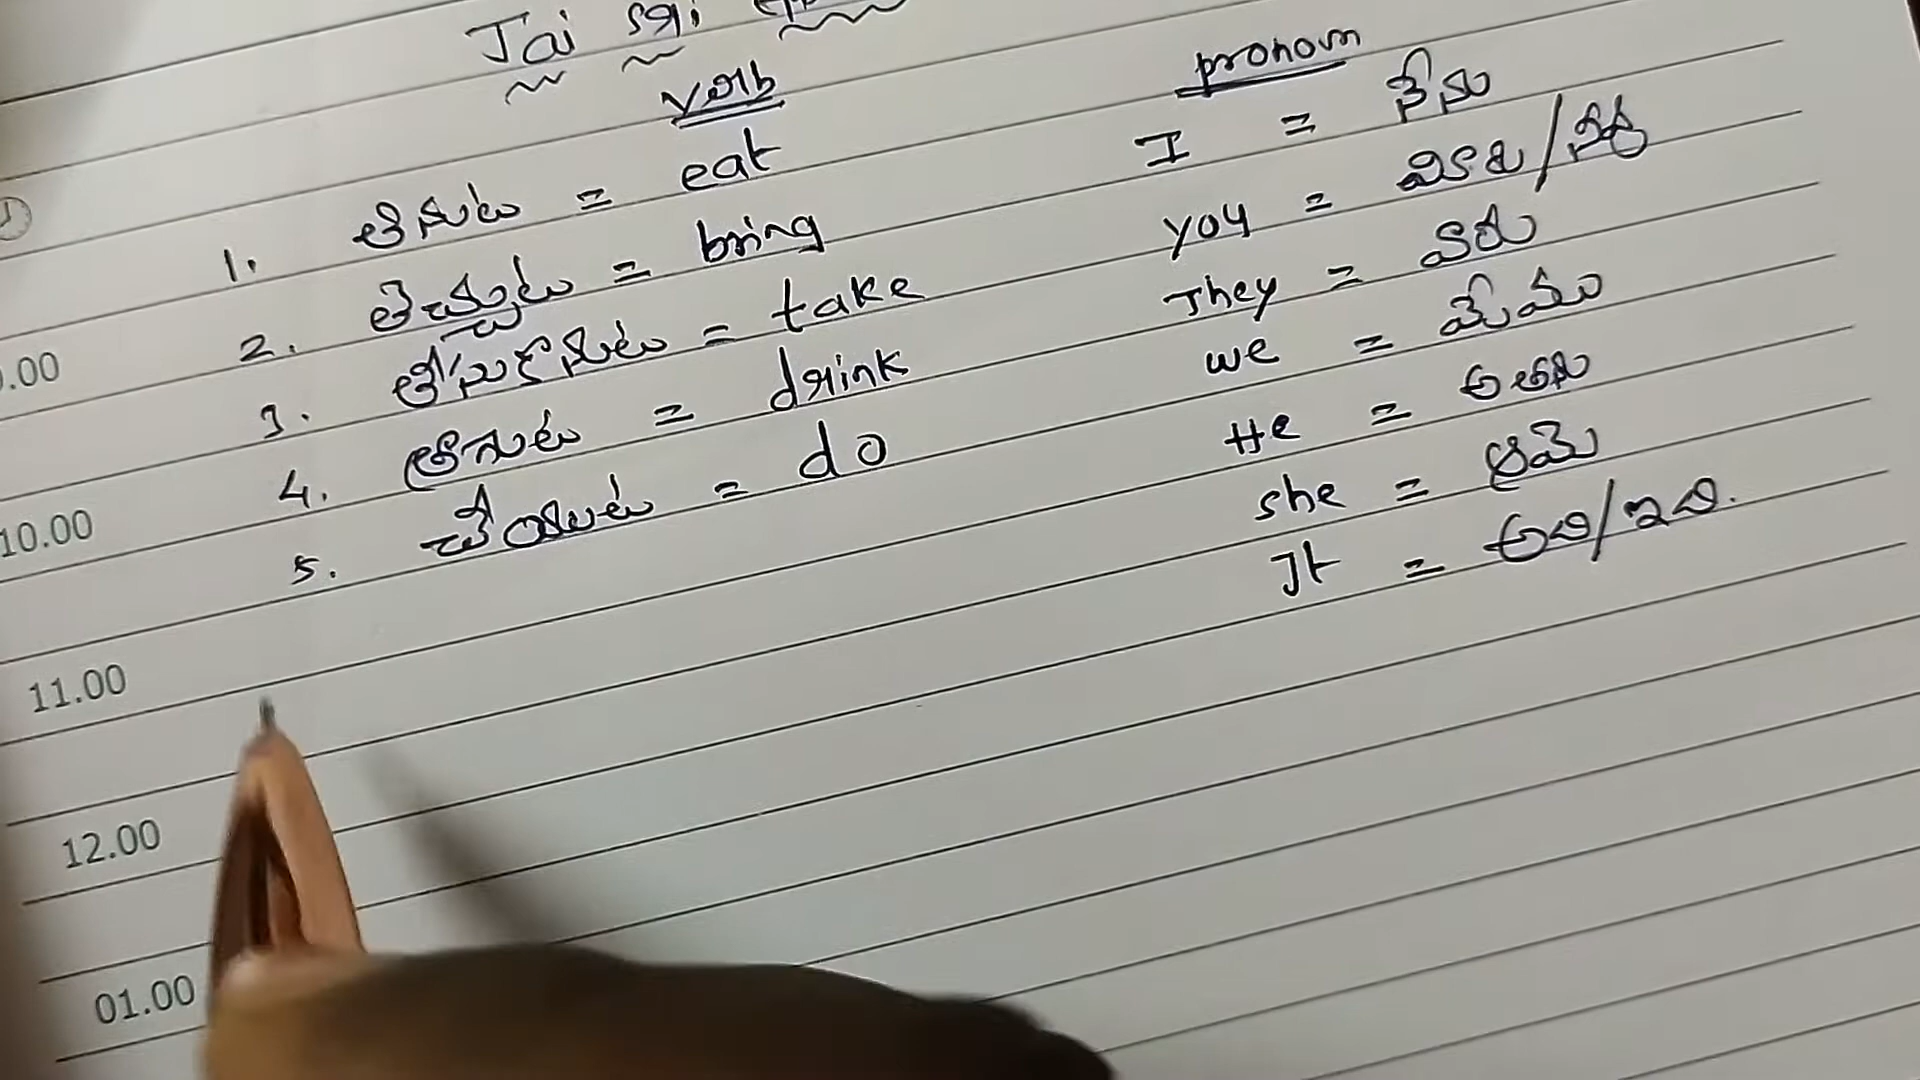 Jai sri
verb
1. తినుట = eat
2. తెచ్చుట = bring
3. తీసుకొనుట = take
4. త్రాగుట = drink
5. చేయుట = do
pronoun
I = నేను
you = మీరు/నువ్వు
They = వారు
we = మేము
He = అతను
she = ఆమె
It = అది/ఇది.
10.00
11.00
12.00
01.00